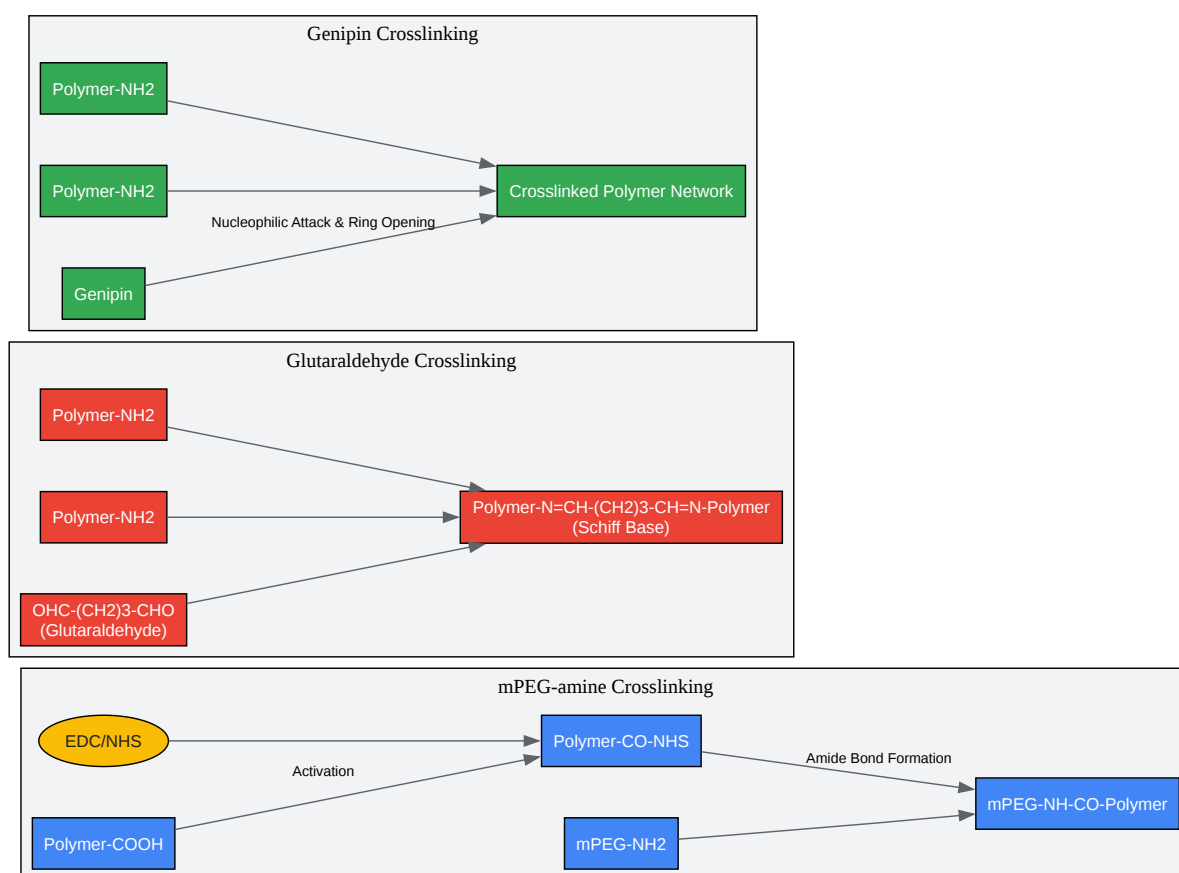 Genipin Crosslinking
Polymer-NH2
Polymer-NH2
Crosslinked Polymer Network
Nucleophilic Attack & Ring Opening
Genipin
Glutaraldehyde Crosslinking
Polymer-NH2
Polymer-NH2
Polymer-N=CH-(CH2)3-CH=N-Polymer
(Schiff Base)
OHC-(CH2)3-CHO
(Glutaraldehyde)
mPEG-amine Crosslinking
EDC/NHS
Polymer-CO-NHS
Activation
Amide Bond Formation
mPEG-NH-CO-Polymer
Polymer-COOH
mPEG-NH2